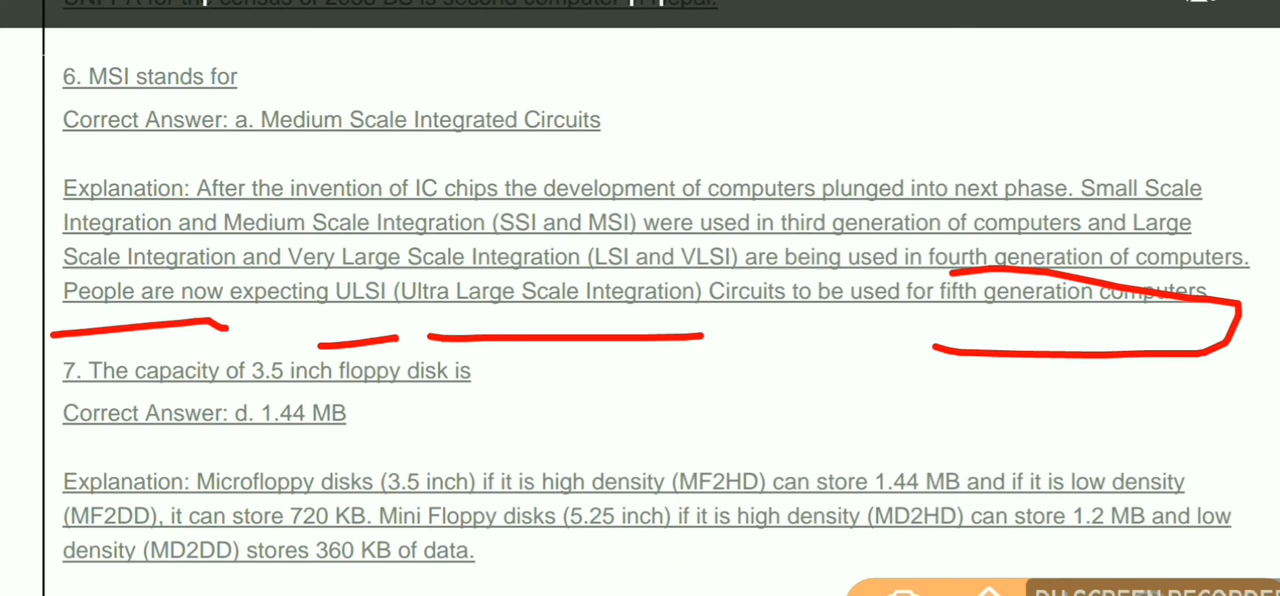 6. MSI stands for
Correct Answer: a. Medium Scale Integrated Circuits
Explanation: After the invention of IC chips the development of computers plunged into next phase. Small Scale
Integration and Medium Scale Integration (SSI and MSI) were used in third generation of computers and Large
Scale Integration and Very Large Scale Integration (LSI and VLSI) are being used in fourth generation of computers.
People are now expecting ULSI (Ultra Large Scale Integration) Circuits to be used for fifth generation computers.
7. The capacity of 3.5 inch floppy disk is
Correct Answer: d. 1.44 MB
Explanation: Microfloppy disks (3.5 inch) if it is high density (MF2HD) can store 1.44 MB and if it is low density
(MF2DD), it can store 720 KB. Mini Floppy disks (5.25 inch) if it is high density (MD2HD) can store 1.2 MB and low
density (MD2DD) stores 360 KB of data.